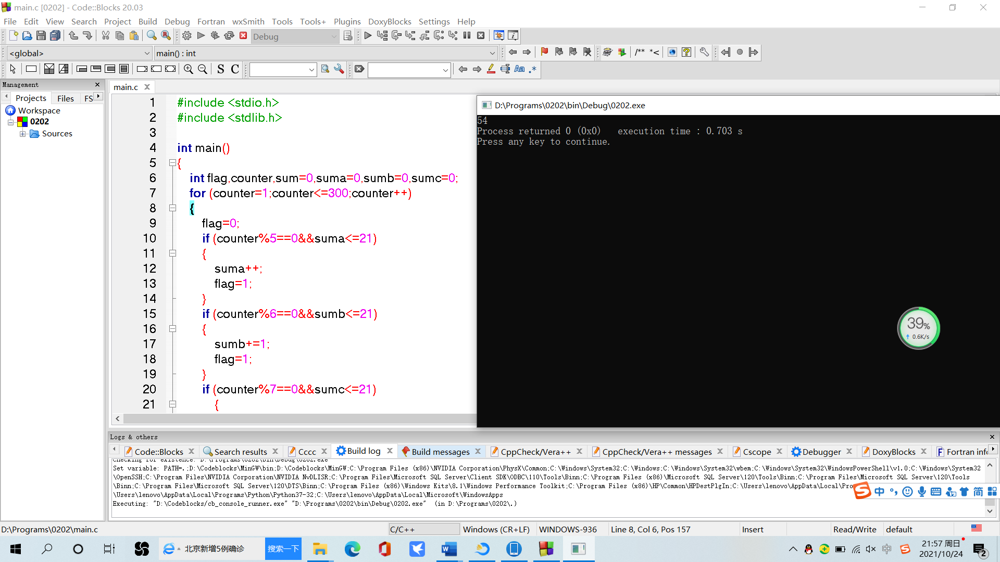 main.c [0202] - Code::Blocks 20.03
File Edit View Search Project Build Debug Fortran wxSmith Tools Tools+ Plugins DoxyBlocks Settings Help
Debug
<global> main() : int
/** *<
S C Aa .*
Management
Projects Files FS
Workspace
0202
Sources
main.c
1 #include <stdio.h>
2 #include <stdlib.h>
3
4 int main()
5 {
6 int flag,counter,sum=0,suma=0,sumb=0,sumc=0;
7 for (counter=1;counter<=300;counter++)
8 {
9 flag=0;
10 if (counter%5==0&&suma<=21)
11 {
12 suma++;
13 flag=1;
14 }
15 if (counter%6==0&&sumb<=21)
16 {
17 sumb+=1;
18 flag=1;
19 }
20 if (counter%7==0&&sumc<=21)
21 {
D:\Programs\0202\bin\Debug\0202.exe
54
Process returned 0 (0x0) execution time : 0.703 s
Press any key to continue.
39%
0.6K/s
Logs & others
Code::Blocks Search results Cccc Build log Build messages CppCheck/Vera++ CppCheck/Vera++ messages Cscope Debugger DoxyBlocks Fortran info
Checking for existence: D:\Programs\0202\bin\Debug\0202.exe
Set variable: PATH=.;D:\Codeblocks\MinGW\bin;D:\Codeblocks\MinGW;C:\Program Files (x86)\NVIDIA Corporation\PhysX\Common;C:\Windows\System32;C:\Windows;C:\Windows\System32\wbem;C:\Windows\System32\WindowsPowerShell\v1.0;C:\Windows\System32
\OpenSSH;C:\Program Files\NVIDIA Corporation\NVIDIA NvDLISR;C:\Program Files\Microsoft SQL Server\Client SDK\ODBC\110\Tools\Binn;C:\Program Files (x86)\Microsoft SQL Server\120\Tools\Binn;C:\Program Files\Microsoft SQL Server\120\Tools
\Binn;C:\Program Files\Microsoft SQL Server\120\DTS\Binn;C:\Program Files (x86)\Windows Kits\8.1\Windows Performance Toolkit;C:\Program Files (x86)\HP\Common\HPDestPlgIn;C:\Users\lenovo\AppData\Local\Pro
\Users\lenovo\AppData\Local\Programs\Python\Python37-32;C:\Users\lenovo\AppData\Local\Microsoft\WindowsApps
Executing: "D:\Codeblocks/cb_console_runner.exe" "D:\Programs\0202\bin\Debug\0202.exe" (in D:\Programs\0202\.)
中 简
D:\Programs\0202\main.c C/C++ Windows (CR+LF) WINDOWS-936 Line 8, Col 6, Pos 157 Insert Read/Write default
北京新增5例确诊 搜索一下
中
21:57 周日
2021/10/24
2